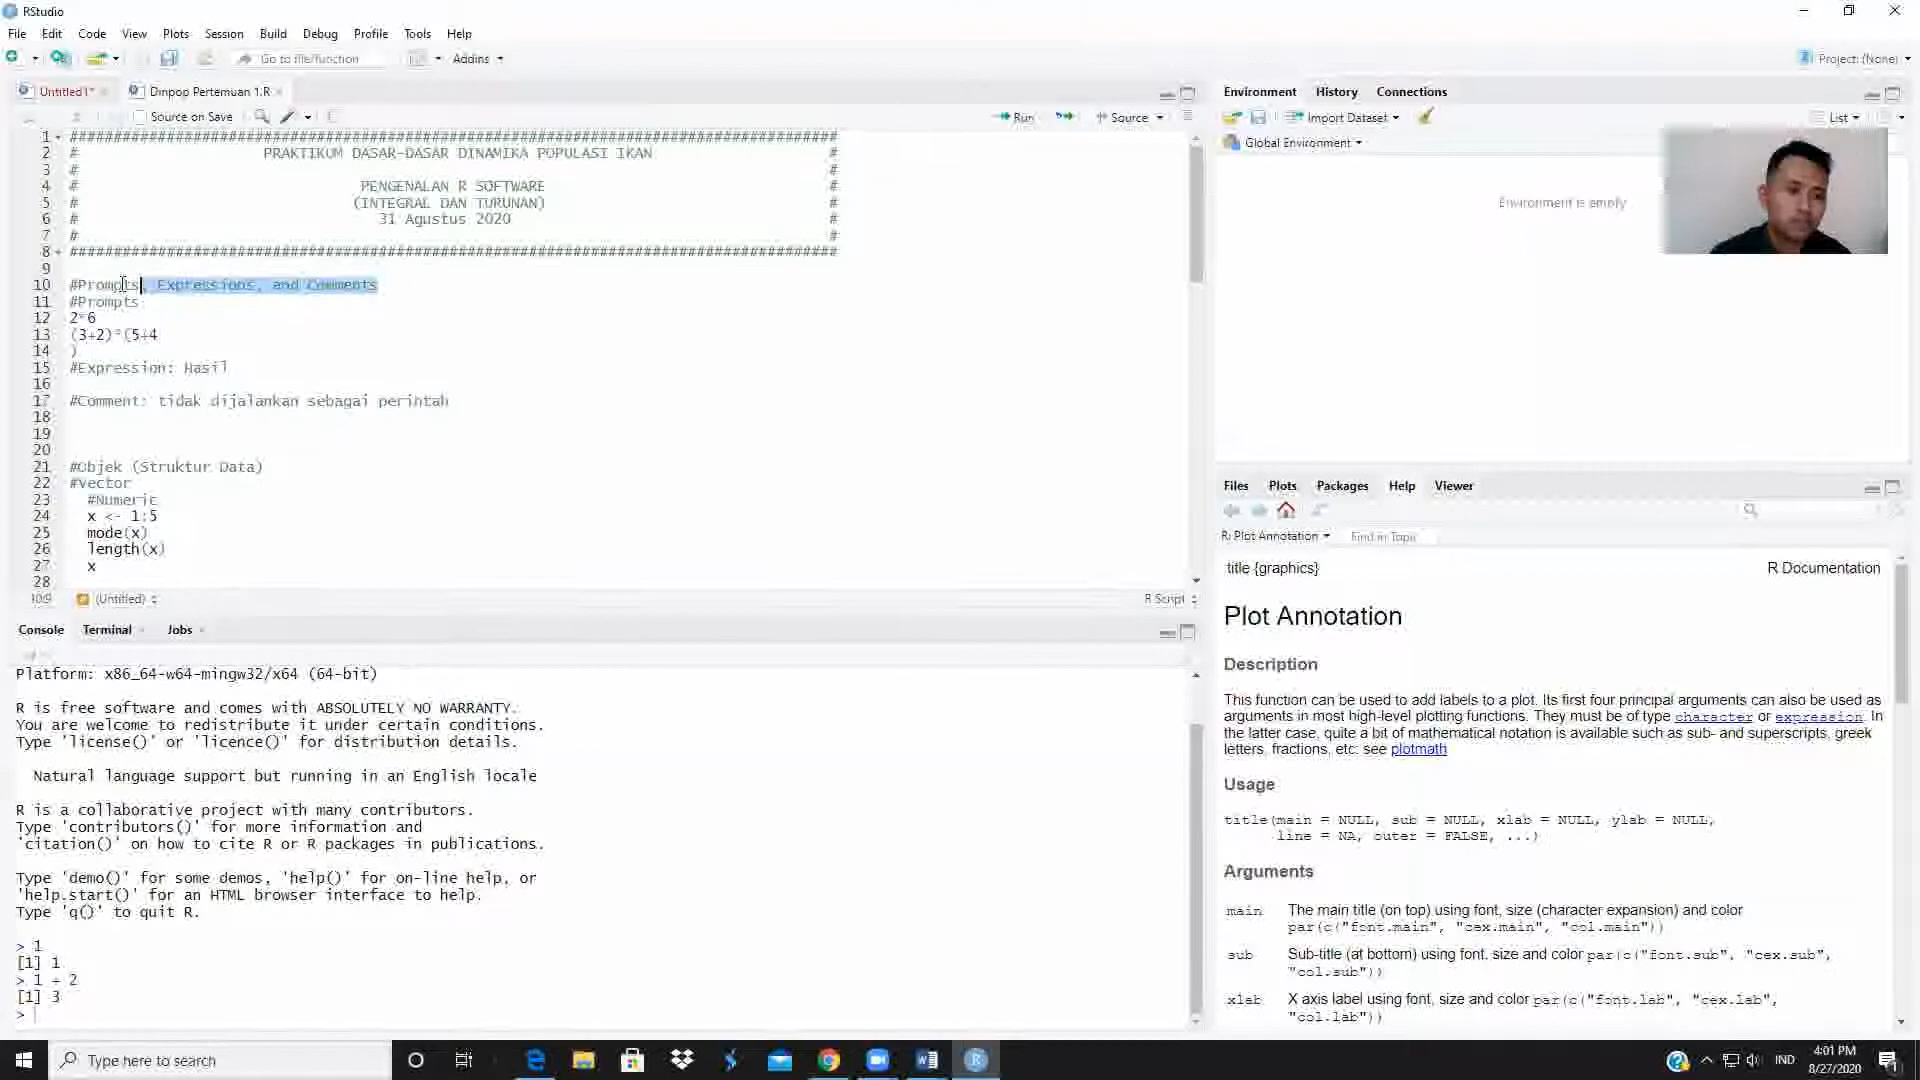 RStudio
File Edit Code View Plots Session Build Debug Profile Tools Help
Go to file/function Addins Project: (None)
Untitled1* Dinpop Pertemuan 1.R
Source on Save Run Source
1 #######################################################################################
2 # PRAKTIKUM DASAR-DASAR DINAMIKA POPULASI IKAN #
3 # #
4 # PENGENALAN R SOFTWARE #
5 # (INTEGRAL DAN TURUNAN) #
6 # 31 Agustus 2020 #
7 # #
8 #######################################################################################
9
10 #Prompts, Expressions, and Comments
11 #Prompts
12 2*6
13 (3+2)*(5+4
14 )
15 #Expression: Hasil
16
17 #Comment: tidak dijalankan sebagai perintah
18
19
20
21 #Objek (Struktur Data)
22 #Vector
23 #Numeric
24 x <- 1:5
25 mode(x)
26 length(x)
27 x
28
10:9 (Untitled) R Script
Console Terminal Jobs
Platform: x86_64-w64-mingw32/x64 (64-bit)
R is free software and comes with ABSOLUTELY NO WARRANTY.
You are welcome to redistribute it under certain conditions.
Type 'license()' or 'licence()' for distribution details.
Natural language support but running in an English locale
R is a collaborative project with many contributors.
Type 'contributors()' for more information and
'citation()' on how to cite R or R packages in publications.
Type 'demo()' for some demos, 'help()' for on-line help, or
'help.start()' for an HTML browser interface to help.
Type 'q()' to quit R.
> 1
[1] 1
> 1 + 2
[1] 3
>
Environment History Connections
Import Dataset List
Global Environment
Environment is empty
Files Plots Packages Help Viewer
R: Plot Annotation Find in Topic
title {graphics} R Documentation
Plot Annotation
Description
This function can be used to add labels to a plot. Its first four principal arguments can also be used as
arguments in most high-level plotting functions. They must be of type character or expression. In
the latter case, quite a bit of mathematical notation is available such as sub- and superscripts, greek
letters, fractions, etc: see plotmath
Usage
title(main = NULL, sub = NULL, xlab = NULL, ylab = NULL,
line = NA, outer = FALSE, ...)
Arguments
main The main title (on top) using font, size (character expansion) and color
par(c("font.main", "cex.main", "col.main"))
sub Sub-title (at bottom) using font, size and color par(c("font.sub", "cex.sub",
"col.sub"))
xlab X axis label using font, size and color par(c("font.lab", "cex.lab",
"col.lab"))
Type here to search
IND
4:01 PM
8/27/2020